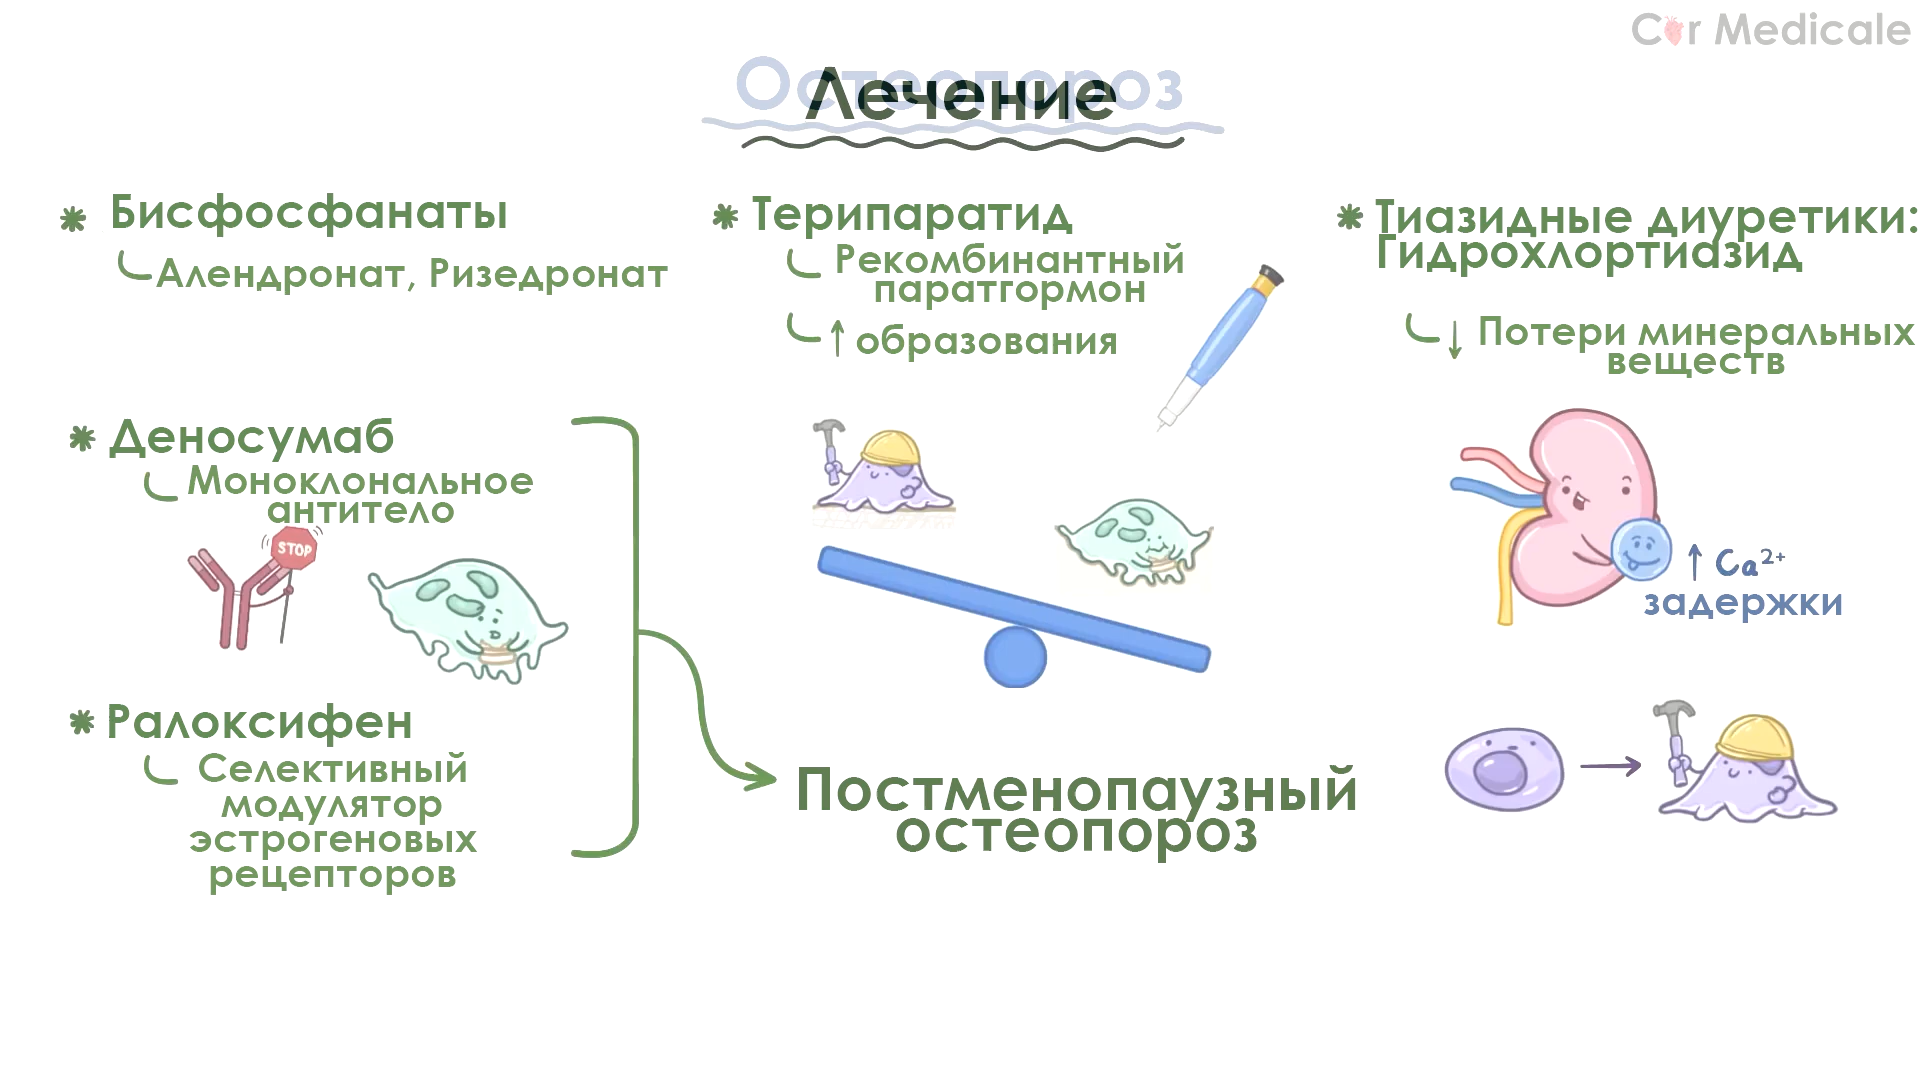 Cor Medicale
Остеопороз
Лечение
* Бисфосфанаты
Алендронат, Ризедронат
* Деносумаб
Моноклональное
антитело
STOP
* Ралоксифен
Селективный
модулятор
эстрогеновых
рецепторов
* Терипаратид
Рекомбинантный
паратгормон
↑ образования
Постменопаузный
остеопороз
* Тиазидные диуретики:
Гидрохлортиазид
↓ Потери минеральных
веществ
↑ Ca²⁺
задержки